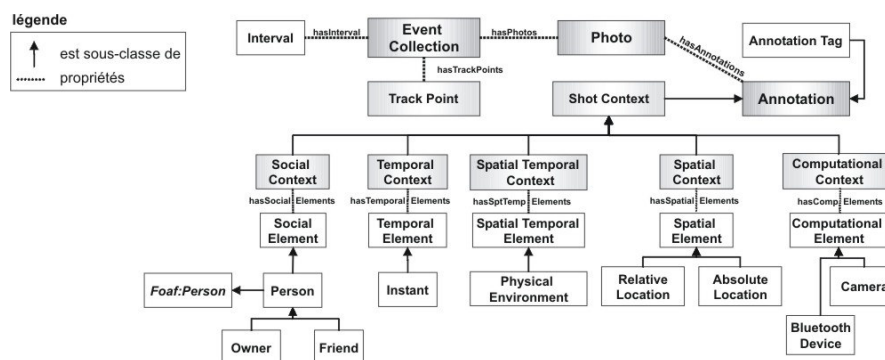 légende
est sous-classe de
propriétés
Interval
hasInterval
Event
Collection
hasPhotos
Photo
hasAnnotations
Annotation Tag
hasTrackPoints
Track Point
Shot Context
Annotation
Social
Context
Temporal
Context
Spatial Temporal
Context
Spatial
Context
Computational
Context
hasSocial Elements
hasTemporal Elements
hasSptTemp Elements
hasSpatial Elements
hasComp. Elements
Social
Element
Temporal
Element
Spatial Temporal
Element
Spatial
Element
Computational
Element
Foaf:Person
Person
Instant
Physical
Environment
Relative
Location
Absolute
Location
Camera
Owner
Friend
Bluetooth
Device